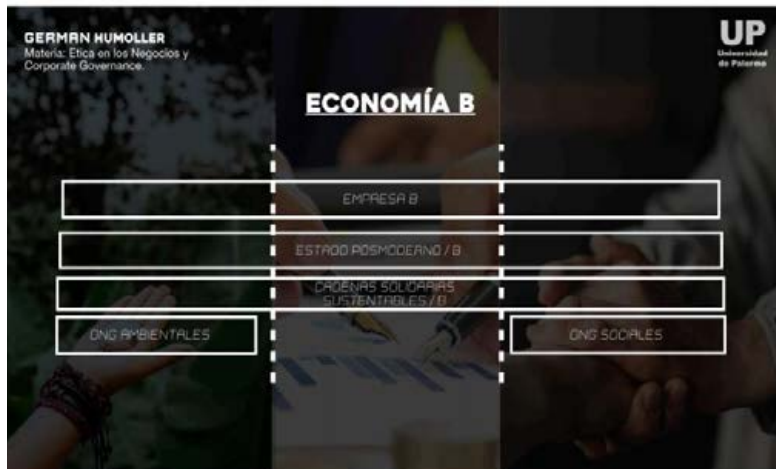 GERMAN HUMOLLER
Materia: Etica en los Negocios y
Corporate Governance.
UP
Universidad
de Palermo
ECONOMÍA B
EMPRESA B
ESTADO POSMODERNO / B
CADENAS SOLIDARIAS
SUSTENTABLES / B
ONG AMBIENTALES
ONG SOCIALES